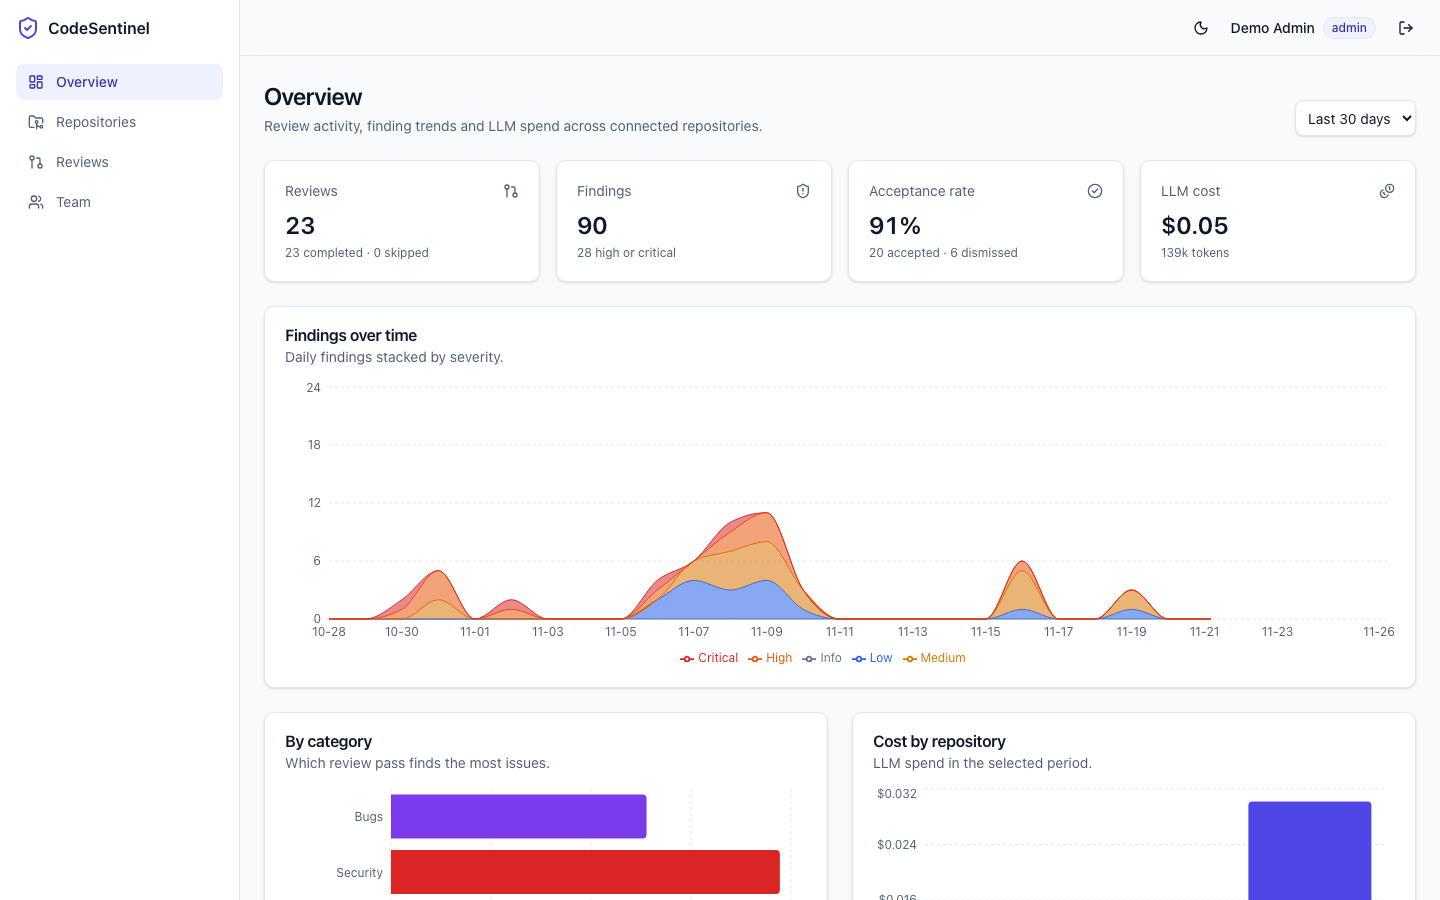 CodeSentinel
Overview
Repositories
Reviews
Team
Demo Admin admin
Overview
Review activity, finding trends and LLM spend across connected repositories.
Last 30 days
Reviews
23
23 completed · 0 skipped
Findings
90
28 high or critical
Acceptance rate
91%
20 accepted · 6 dismissed
LLM cost
$0.05
139k tokens
Findings over time
Daily findings stacked by severity.
24
18
12
6
0
10-28 10-30 11-01 11-03 11-05 11-07 11-09 11-11 11-13 11-15 11-17 11-19 11-21 11-23 11-26
Critical High Info Low Medium
By category
Which review pass finds the most issues.
Bugs
Security
Cost by repository
LLM spend in the selected period.
$0.032
$0.024
$0.016